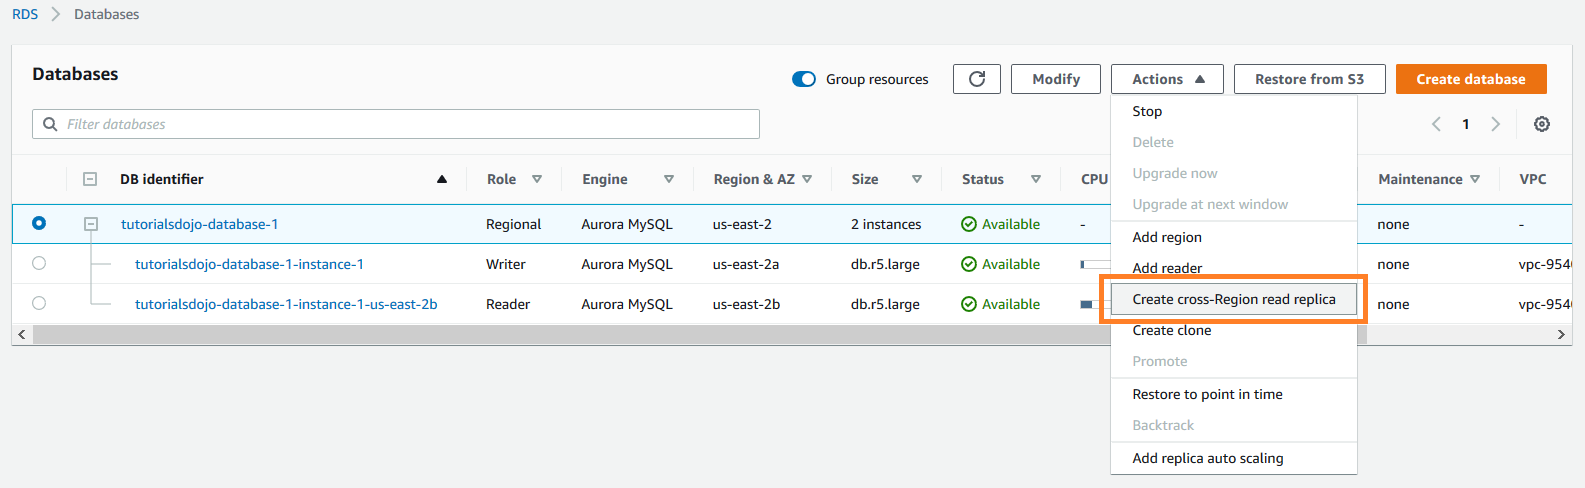 RDS > Databases
Databases
Group resources
Modify
Actions
Restore from S3
Create database
Filter databases
1
Stop
Delete
Upgrade now
Upgrade at next window
Add region
Add reader
Create cross-Region read replica
Create clone
Promote
Restore to point in time
Backtrack
Add replica auto scaling
DB identifier Role Engine Region & AZ Size Status CPU Maintenance VPC
tutorialsdojo-database-1 Regional Aurora MySQL us-east-2 2 instances Available - none -
tutorialsdojo-database-1-instance-1 Writer Aurora MySQL us-east-2a db.r5.large Available none vpc-954
tutorialsdojo-database-1-instance-1-us-east-2b Reader Aurora MySQL us-east-2b db.r5.large Available none vpc-954